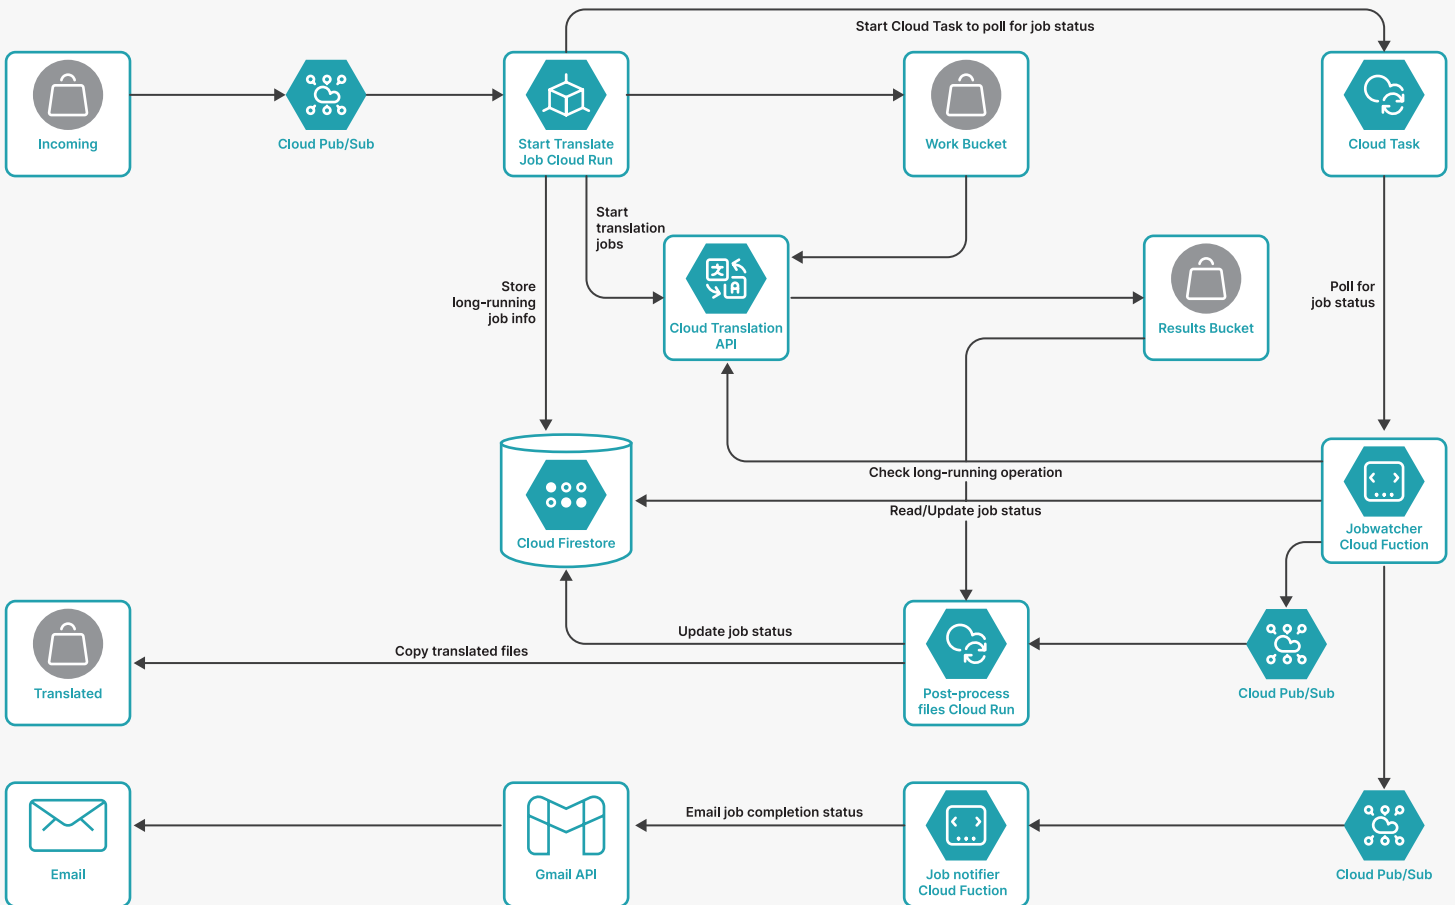 Start Cloud Task to poll for job status
Incoming
Cloud Pub/Sub
Start Translate
Job Cloud Run
Work Bucket
Cloud Task
Start
translation
jobs
Store
long-running
job info
Cloud Translation
API
Results Bucket
Poll for
job status
Check long-running operation
Read/Update job status
Cloud Firestore
Jobwatcher
Cloud Fuction
Update job status
Copy translated files
Translated
Post-process
files Cloud Run
Cloud Pub/Sub
Email job completion status
Email
Gmail API
Job notifier
Cloud Fuction
Cloud Pub/Sub